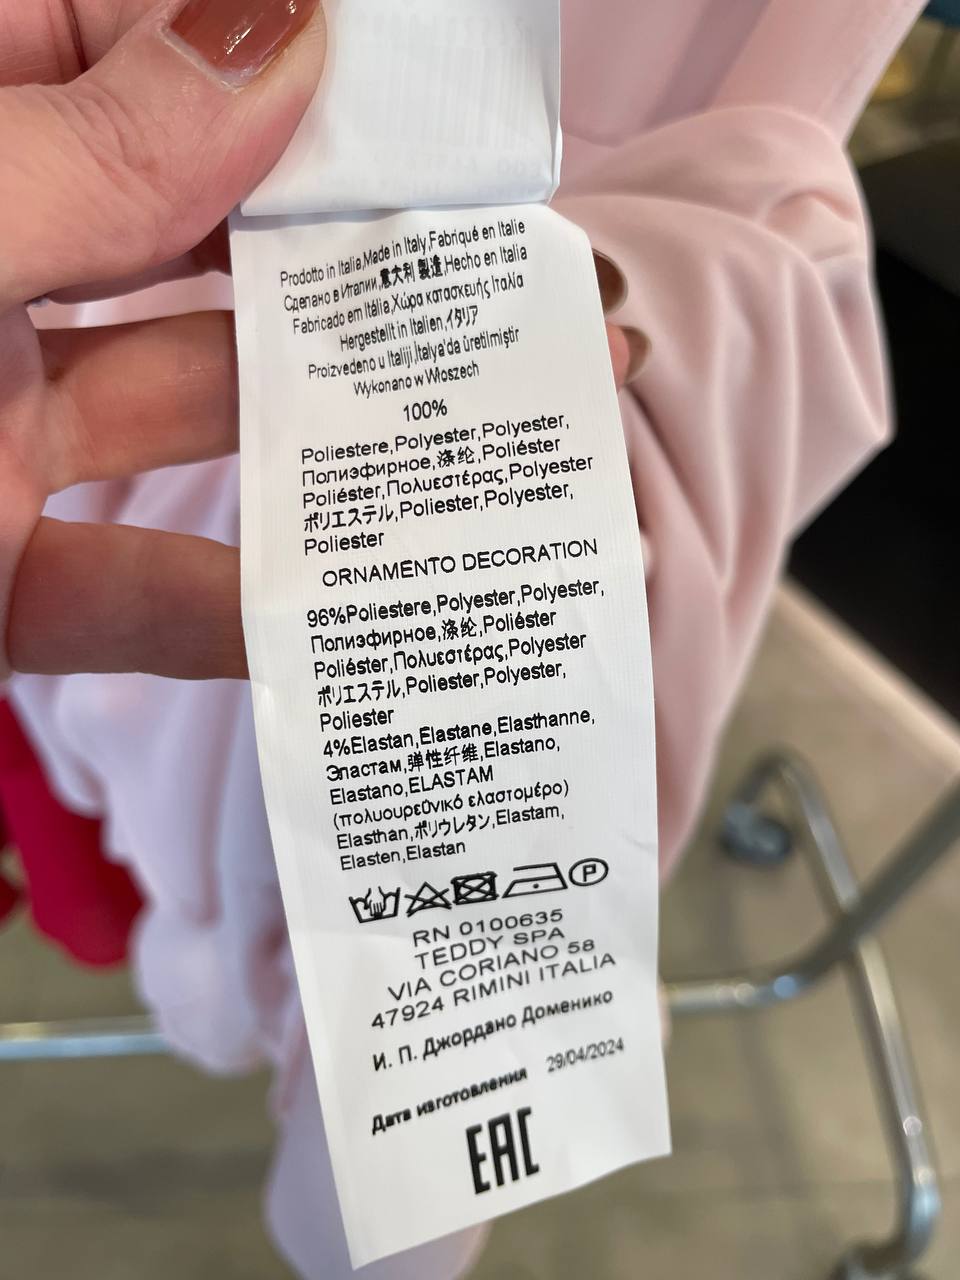 Prodotto in Italia,Made in Italy,Fabriqué en Italie
Сделано в Италии,意大利 製造,Hecho en Italia
Fabricado em Itália,Χώρα κατασκευής Ιταλία
Hergestellt in Italien,イタリア
Proizvedeno u Italiji,İtalya'da üretilmiştir
Wykonano w Włoszech
100%
Poliestere,Polyester,Polyester,
Полиэфирное,涤纶,Poliéster
Poliéster,Πολυεστέρας,Polyester
ポリエステル,Poliester,Polyester,
Poliester
ORNAMENTO DECORATION
96%Poliestere,Polyester,Polyester,
Полиэфирное,涤纶,Poliéster
Poliéster,Πολυεστέρας,Polyester
ポリエステル,Poliester,Polyester,
Poliester
4%Elastan,Elastane,Elasthanne,
Эластам,弹性纤维,Elastano,
Elastano,ELASTAM
(πολυουρεθνικό ελαστομέρο)
Elasthan,ポリウレタン,Elastam,
Elasten,Elastan
P
RN 0100635
TEDDY SPA
VIA CORIANO 58
47924 RIMINI ITALIA
И. П. Джордано Доменико
Дата изготовления 29/04/2024
EAC